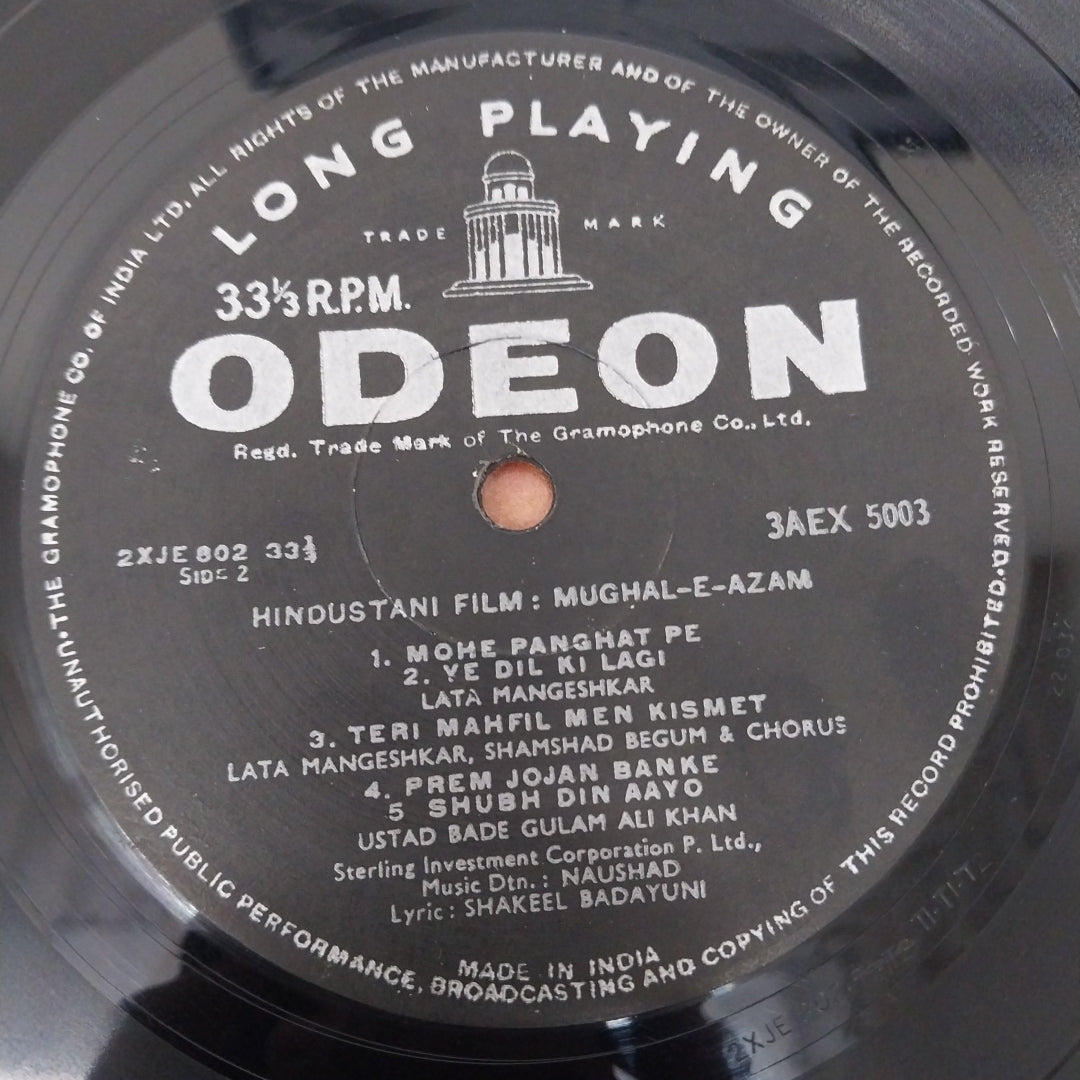 THE GRAMOPHONE CO. OF INDIA LTD. ALL RIGHTS OF THE MANUFACTURER AND OF THE OWNER OF THE RECORDED WORK RESERVED
LONG PLAYING
TRADE MARK
33⅓ R.P.M.
ODEON
Regd. Trade Mark of The Gramophone Co., Ltd.
3AEX 5003
2XJE 802 33⅓
SIDE 2
HINDUSTANI FILM : MUGHAL-E-AZAM
1. MOHE PANGHAT PE
2. YE DIL KI LAGI
LATA MANGESHKAR
3. TERI MAHFIL MEN KISMET
LATA MANGESHKAR, SHAMSHAD BEGUM & CHORUS
4. PREM JOJAN BANKE
5 SHUBH DIN AAYO
USTAD BADE GULAM ALI KHAN
Sterling Investment Corporation P. Ltd.,
Music Dtn. : NAUSHAD
Lyric : SHAKEEL BADAYUNI
MADE IN INDIA
UNAUTHORISED PUBLIC PERFORMANCE, BROADCASTING AND COPYING OF THIS RECORD PROHIBITED
2XJE